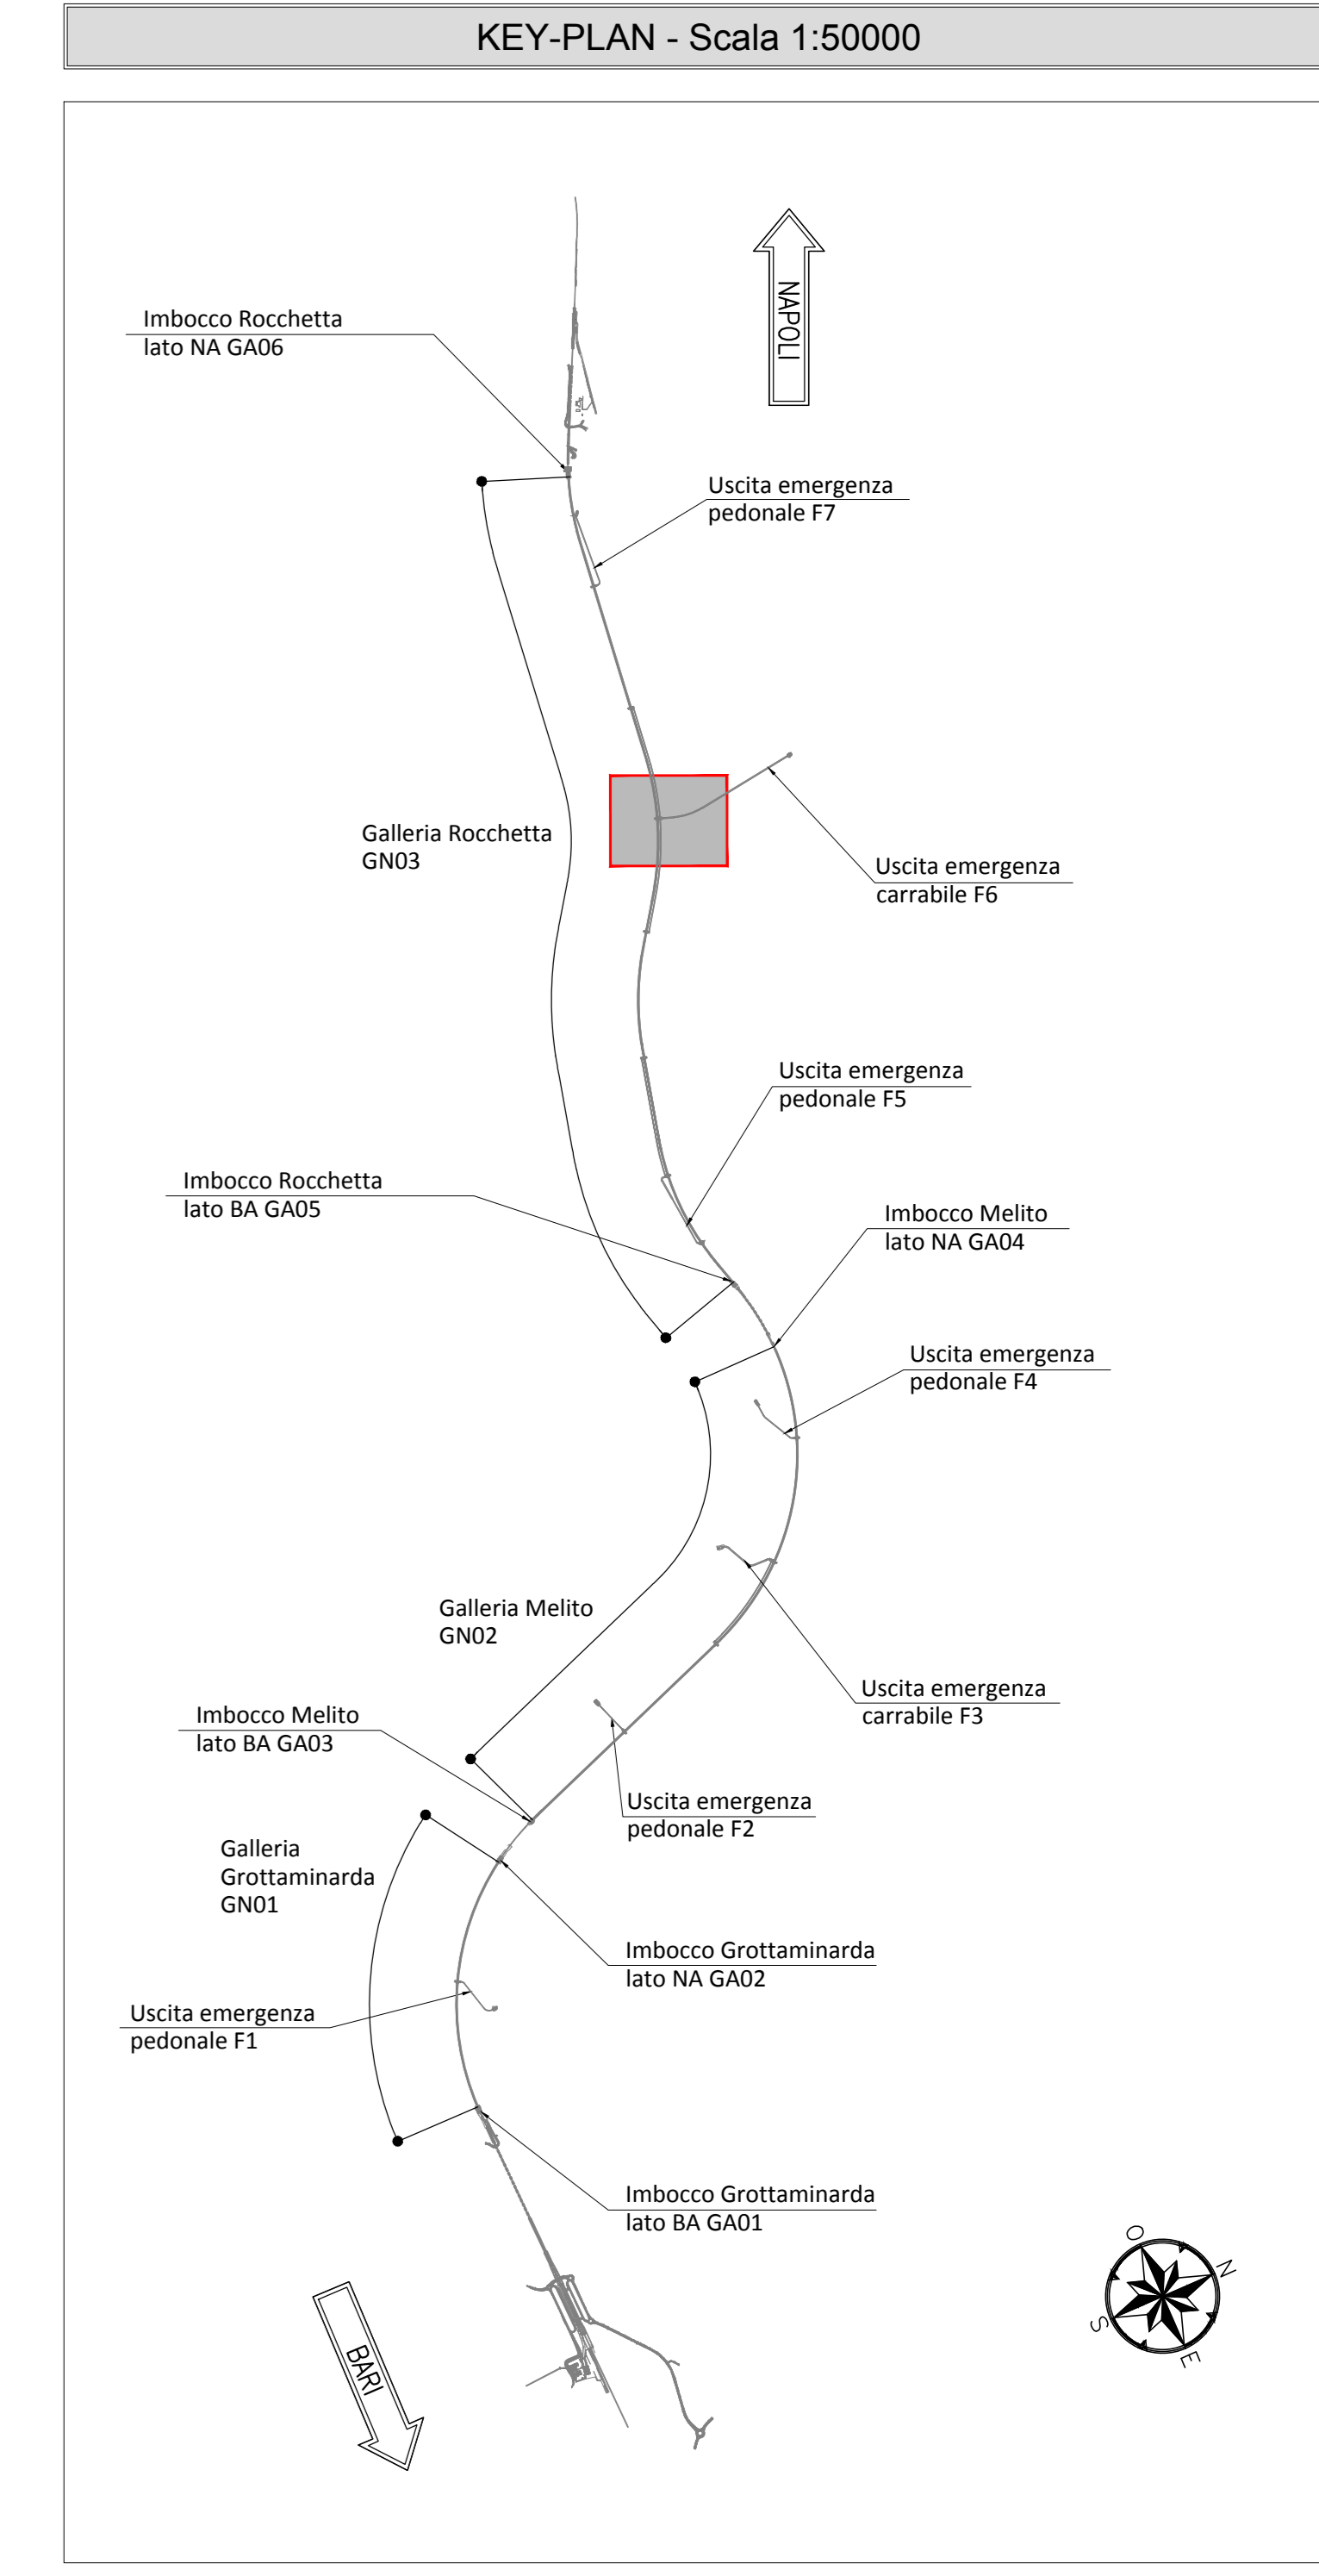 KEY-PLAN - Scala 1:50000
NAPOLI
Imbocco Rocchetta
lato NA GA06
Uscita emergenza
pedonale F7
Galleria Rocchetta
GN03
Uscita emergenza
carrabile F6
Uscita emergenza
pedonale F5
Imbocco Rocchetta
lato BA GA05
Imbocco Melito
lato NA GA04
Uscita emergenza
pedonale F4
Galleria Melito
GN02
Uscita emergenza
carrabile F3
Imbocco Melito
lato BA GA03
Uscita emergenza
pedonale F2
Galleria
Grottaminarda
GN01
Imbocco Grottaminarda
lato NA GA02
Uscita emergenza
pedonale F1
Imbocco Grottaminarda
lato BA GA01
O
N
S
E
BARI